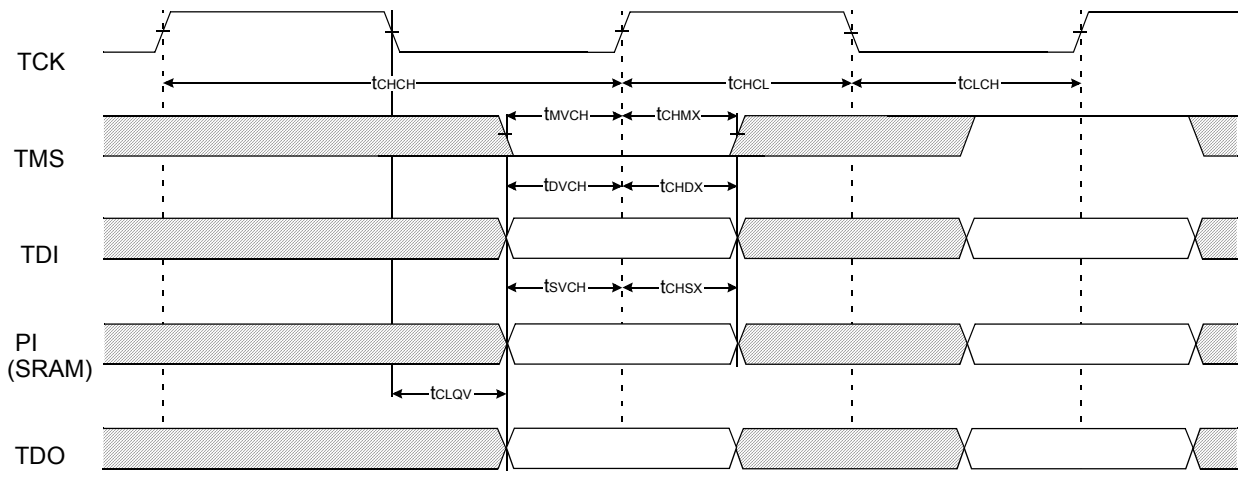 TCK
tCHCH tCHCL tCLCH
tMVCH tCHMX
TMS
tDVCH tCHDX
TDI
tSVCH tCHSX
PI
(SRAM)
tCLQV
TDO